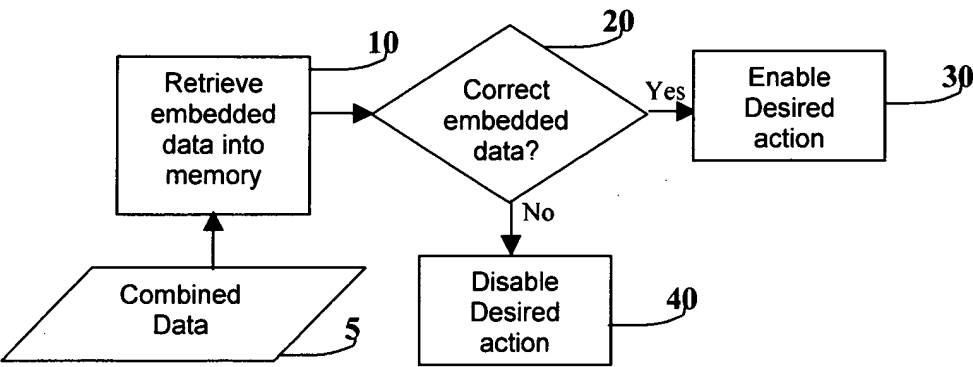 10
Retrieve
embedded
data into
memory
20
Correct
embedded
data?
Yes
30
Enable
Desired
action
No
40
Disable
Desired
action
Combined
Data
5